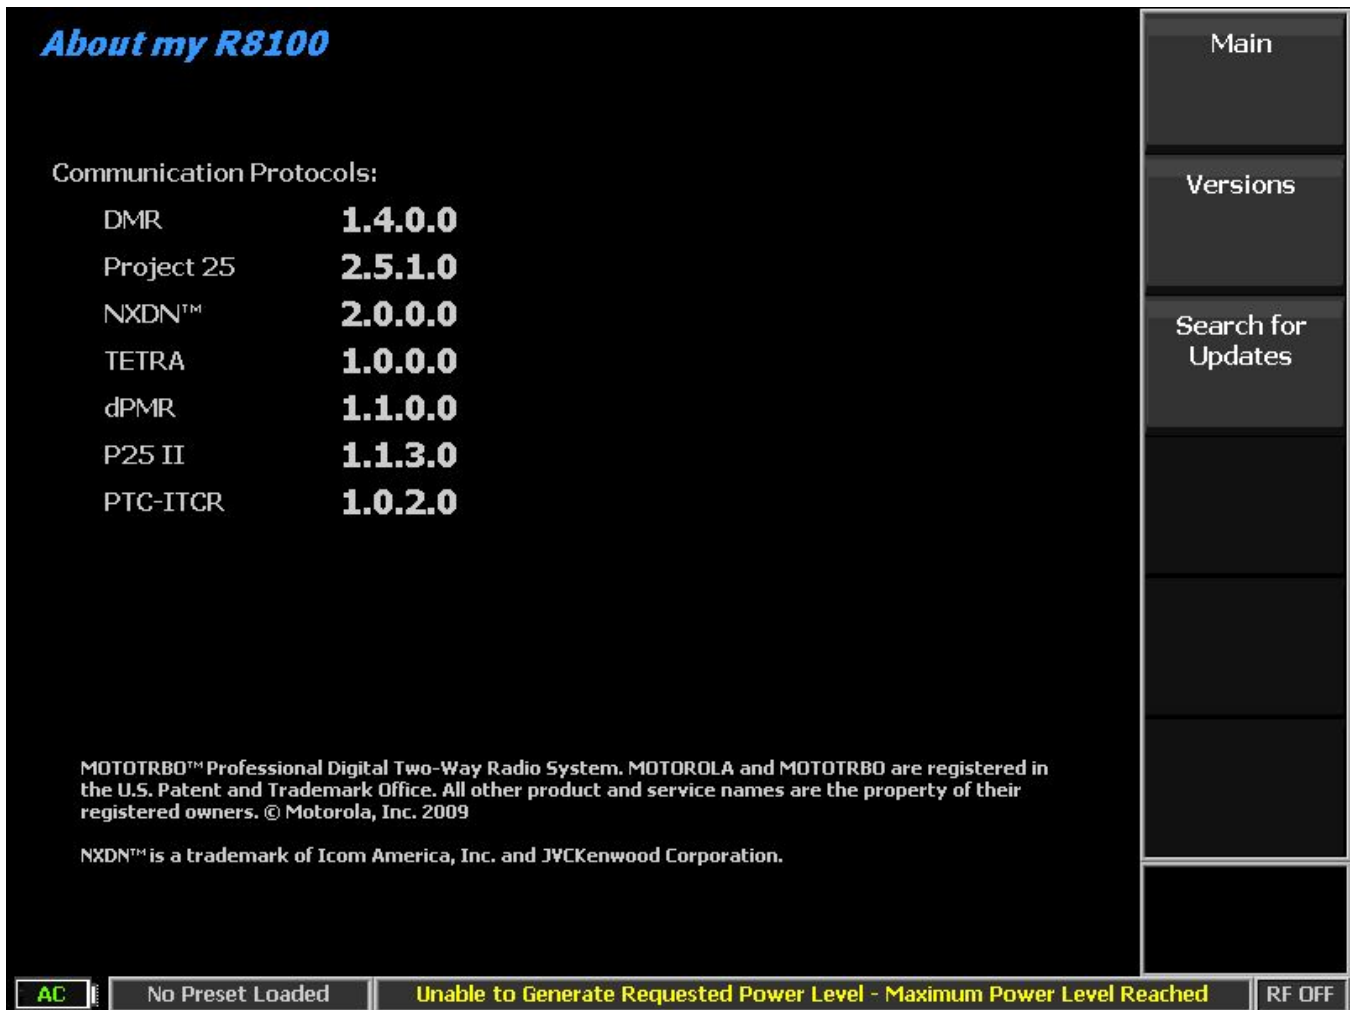 About my R8100
Communication Protocols:
DMR 1.4.0.0
Project 25 2.5.1.0
NXDN™ 2.0.0.0
TETRA 1.0.0.0
dPMR 1.1.0.0
P25 II 1.1.3.0
PTC-ITCR 1.0.2.0
MOTOTRBO™ Professional Digital Two-Way Radio System. MOTOROLA and MOTOTRBO are registered in
the U.S. Patent and Trademark Office. All other product and service names are the property of their
registered owners. © Motorola, Inc. 2009
NXDN™ is a trademark of Icom America, Inc. and JVCKenwood Corporation.
Main
Versions
Search for
Updates
AC No Preset Loaded Unable to Generate Requested Power Level - Maximum Power Level Reached RF OFF